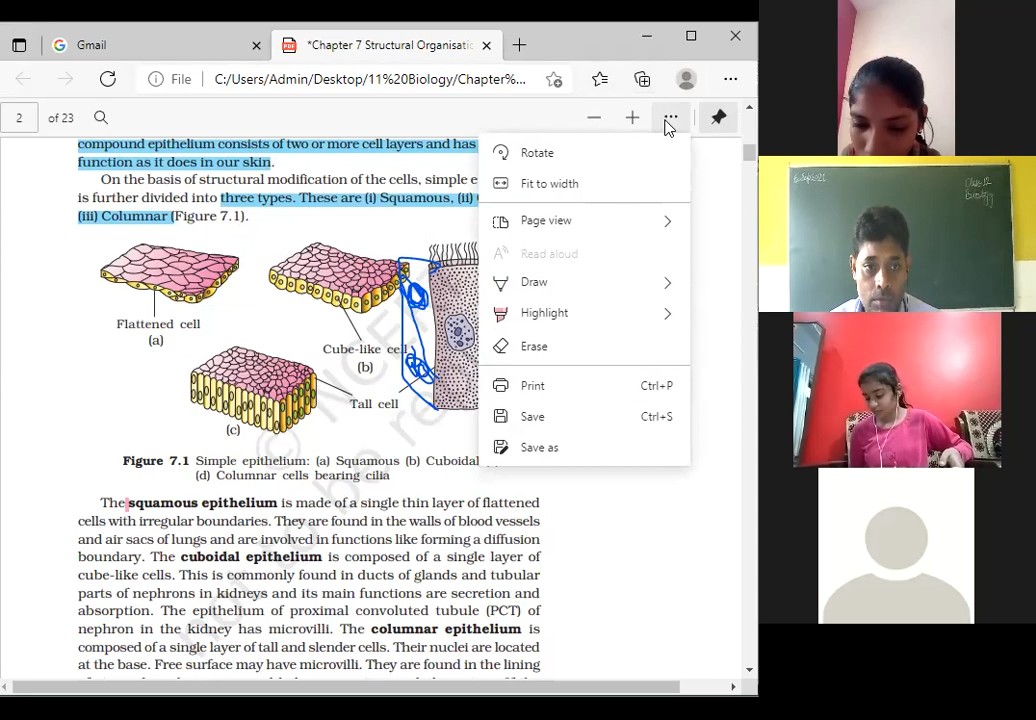 Gmail
*Chapter 7 Structural Organisatio
File
C:/Users/Admin/Desktop/11%20Biology/Chapter%...
2
of 23
compound epithelium consists of two or more cell layers and has
function as it does in our skin.
On the basis of structural modification of the cells, simple e
is further divided into three types. These are (i) Squamous, (ii)
(iii) Columnar (Figure 7.1).
Flattened cell
(a)
Cube-like cell
(b)
Tall cell
(c)
Figure 7.1 Simple epithelium: (a) Squamous (b) Cuboidal
(d) Columnar cells bearing cilia
The squamous epithelium is made of a single thin layer of flattened
cells with irregular boundaries. They are found in the walls of blood vessels
and air sacs of lungs and are involved in functions like forming a diffusion
boundary. The cuboidal epithelium is composed of a single layer of
cube-like cells. This is commonly found in ducts of glands and tubular
parts of nephrons in kidneys and its main functions are secretion and
absorption. The epithelium of proximal convoluted tubule (PCT) of
nephron in the kidney has microvilli. The columnar epithelium is
composed of a single layer of tall and slender cells. Their nuclei are located
at the base. Free surface may have microvilli. They are found in the lining
Rotate
Fit to width
Page view
Read aloud
Draw
Highlight
Erase
Print Ctrl+P
Save Ctrl+S
Save as
Biology